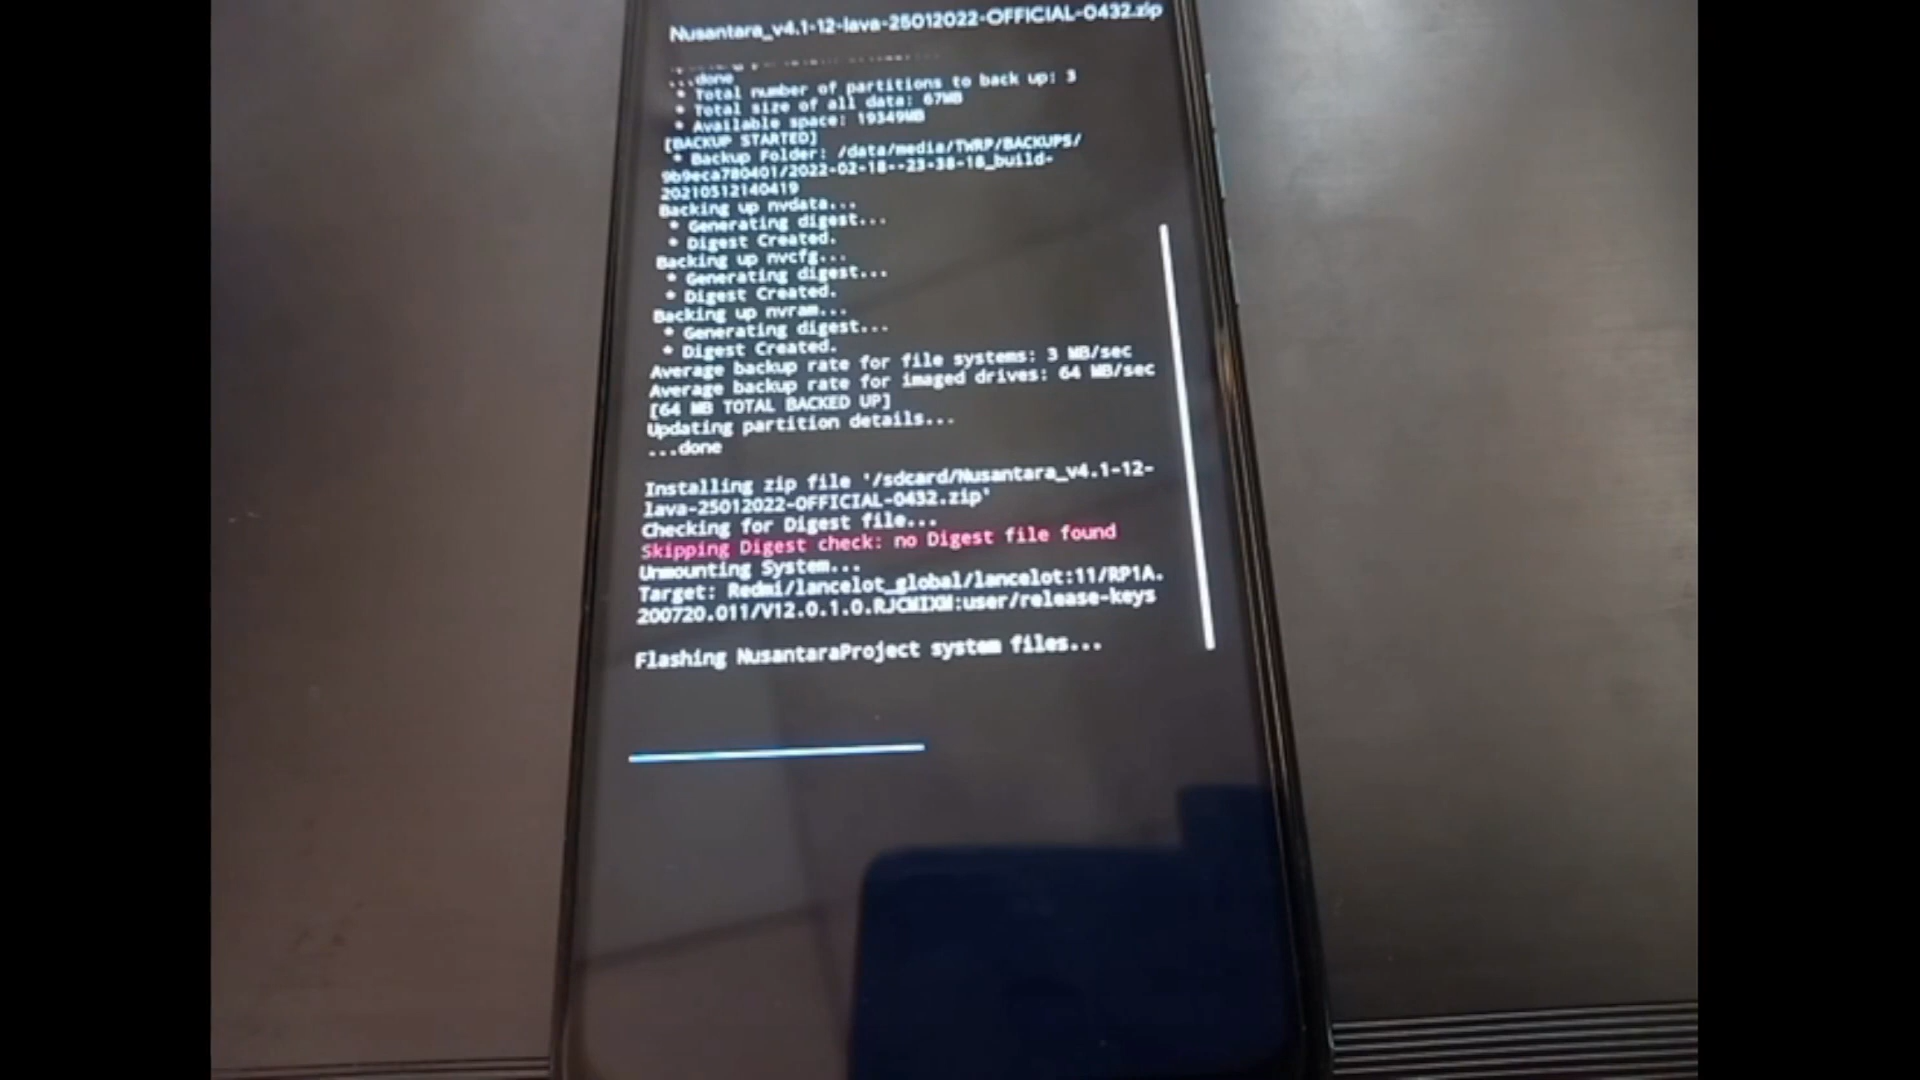 Nusantara_v4.1-12-lava-25012022-OFFICIAL-0432.zip
...done
* Total number of partitions to back up: 3
* Total size of all data: 67MB
* Available space: 19349MB
[BACKUP STARTED]
* Backup Folder: /data/media/TWRP/BACKUPS/
9b9eca780401/2022-02-18--23-38-18_build-
20210512140419
Backing up nvdata...
* Generating digest...
* Digest Created.
Backing up nvcfg...
* Generating digest...
* Digest Created.
Backing up nvram...
* Generating digest...
* Digest Created.
Average backup rate for file systems: 3 MB/sec
Average backup rate for imaged drives: 64 MB/sec
[64 MB TOTAL BACKED UP]
Updating partition details...
...done
Installing zip file '/sdcard/Nusantara_v4.1-12-
lava-25012022-OFFICIAL-0432.zip'
Checking for Digest file...
Skipping Digest check: no Digest file found
Unmounting System...
Target: Redmi/lancelot_global/lancelot:11/RP1A.
200720.011/V12.0.1.0.RJCMIXM:user/release-keys
Flashing NusantaraProject system files...